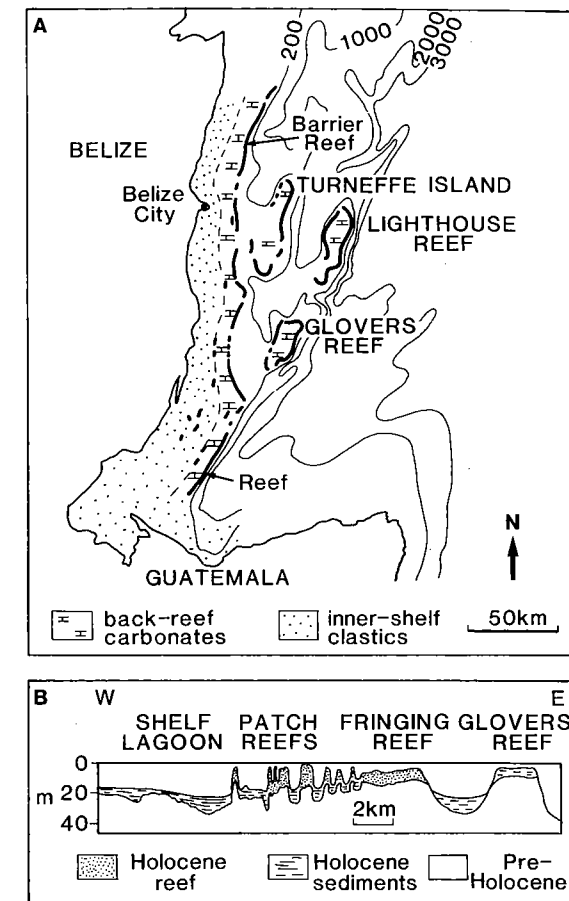 A
200
1000
2000
3000
Barrier
Reef
BELIZE
TURNEFFE ISLAND
Belize
City
LIGHTHOUSE
REEF
GLOVERS
REEF
Reef
N
GUATEMALA
back-reef
carbonates
inner-shelf
clastics
50km
B W E
SHELF PATCH FRINGING GLOVERS
LAGOON REEFS REEF REEF
0
m 20
40
2km
Holocene Holocene Pre-
reef sediments Holocene